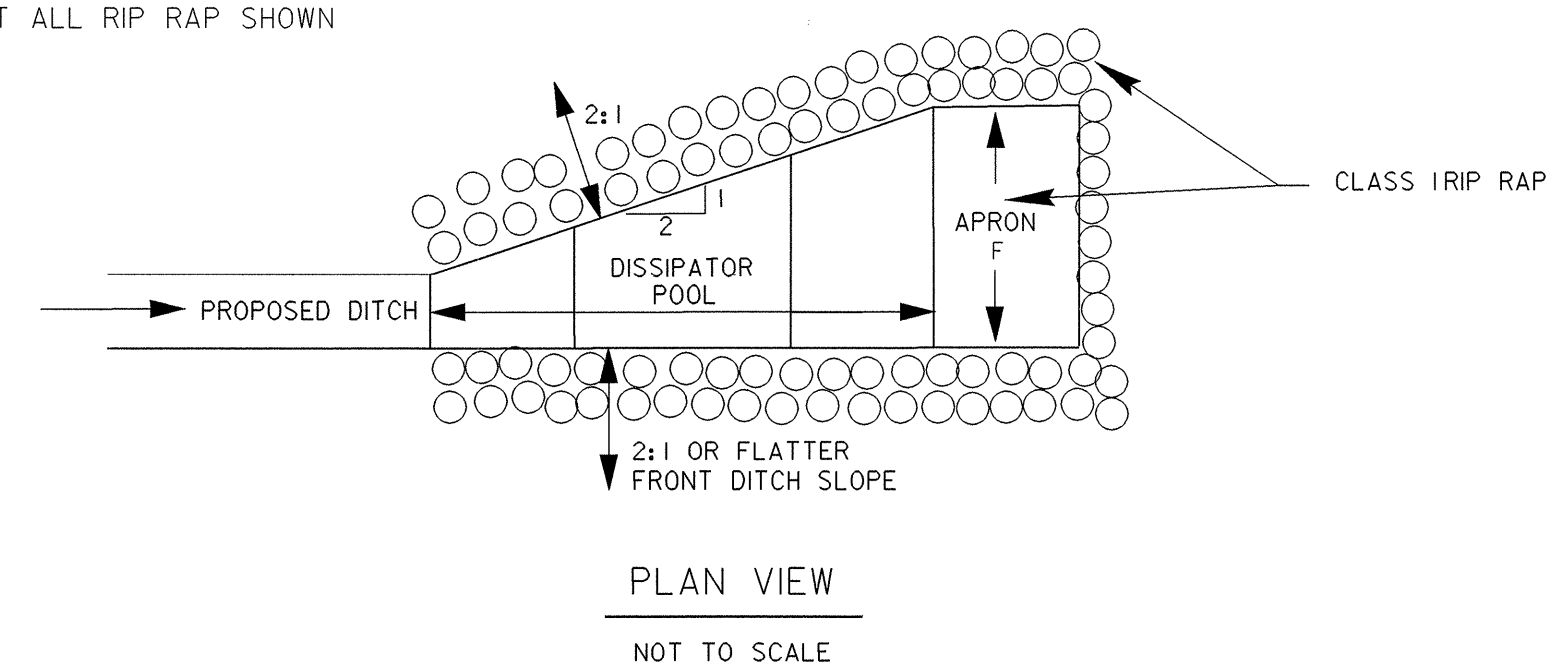 T ALL RIP RAP SHOWN
2:1
1
2
CLASS I RIP RAP
APRON
F
DISSIPATOR
POOL
PROPOSED DITCH
2:1 OR FLATTER
FRONT DITCH SLOPE
PLAN VIEW
NOT TO SCALE